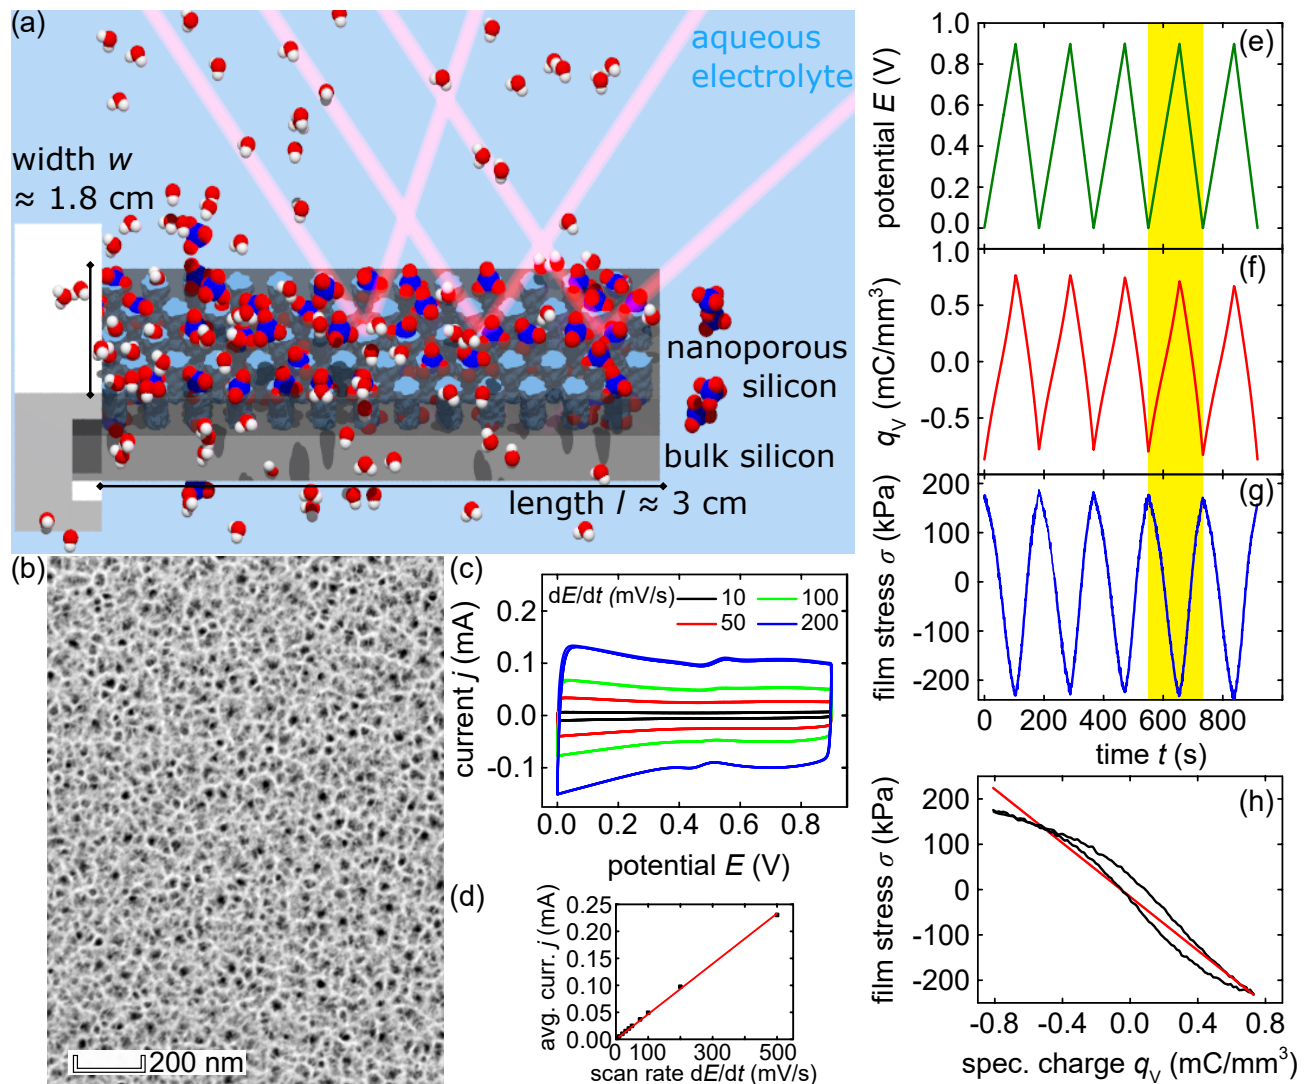 (a)
aqueous
electrolyte
width w
≈ 1.8 cm
nanoporous
silicon
bulk silicon
length l ≈ 3 cm
(b)
200 nm
(c)
dE/dt (mV/s)
10
100
50
200
0.2
0.1
0.0
-0.1
current j (mA)
0.0 0.2 0.4 0.6 0.8
potential E (V)
(d)
0.25
0.20
0.15
0.10
0.05
0.00
avg. curr. j (mA)
100 300 500
scan rate dE/dt (mV/s)
(e)
1.0
0.8
0.6
0.4
0.2
0.0
potential E (V)
(f)
1.0
0.5
0.0
-0.5
qV (mC/mm³)
(g)
200
100
0
-100
-200
film stress σ (kPa)
0 200 400 600 800
time t (s)
(h)
200
100
0
-100
-200
film stress σ (kPa)
-0.8 -0.4 0.0 0.4 0.8
spec. charge qV (mC/mm³)